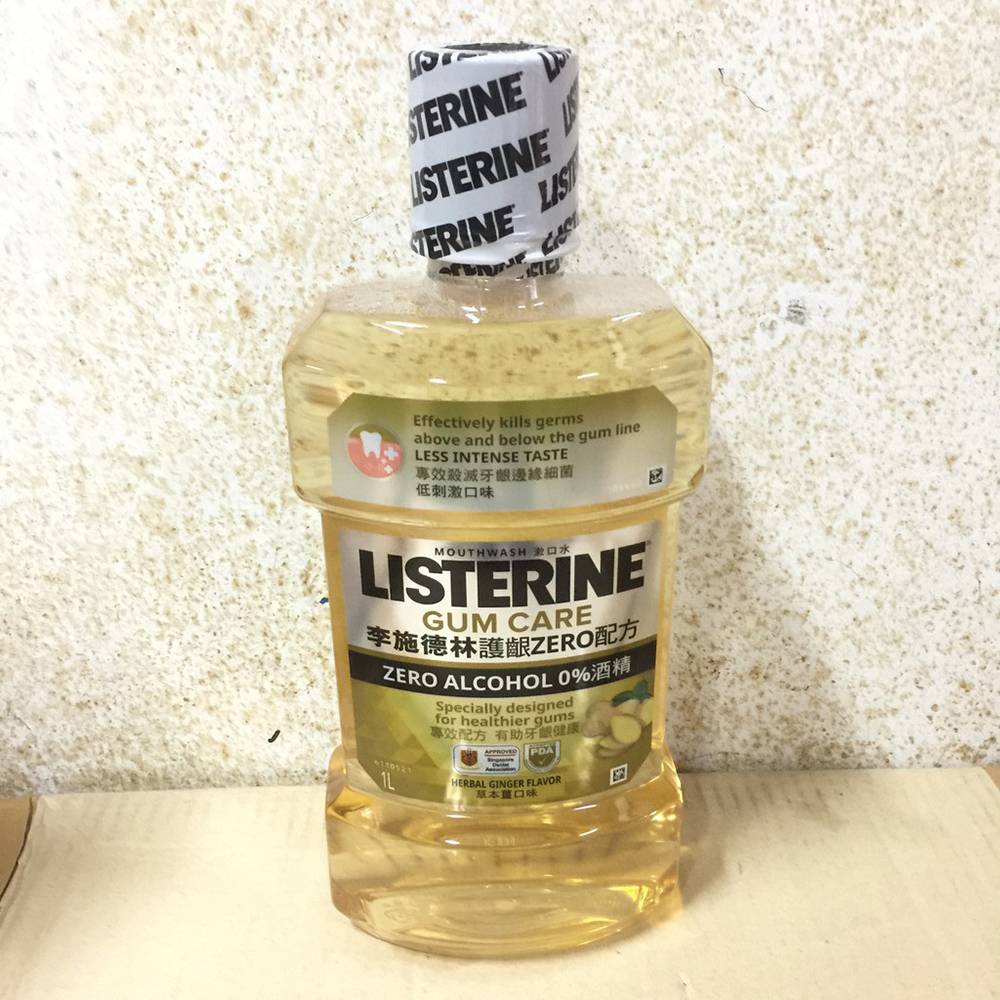 LISTERINE
LISTERINE
Effectively kills germs
above and below the gum line
LESS INTENSE TASTE
專效殺滅牙齦邊緣細菌
低刺激口味
MOUTHWASH 漱口水
LISTERINE
GUM CARE
李施德林護齦ZERO配方
ZERO ALCOHOL 0%酒精
Specially designed
for healthier gums
專效配方 有助牙齦健康
APPROVED
Singapore
Dental
Association
PDA
6110521
1L
HERBAL GINGER FLAVOR
草本薑口味